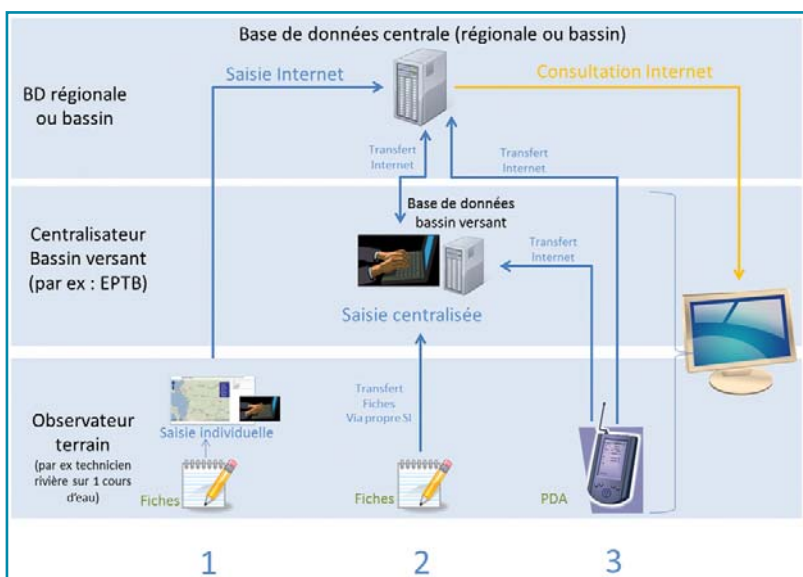 Base de données centrale (régionale ou bassin)
Saisie Internet
Consultation Internet
BD régionale
ou bassin
Transfert
Internet
Transfert
Internet
Base de données
bassin versant
Centralisateur
Bassin versant
(par ex : EPTB)
Transfert
Internet
Saisie centralisée
Transfert
Fiches
Via propre SI
Observateur
terrain
(par ex technicien
rivière sur 1 cours
d'eau)
Saisie individuelle
Fiches
Fiches
PDA
1
2
3